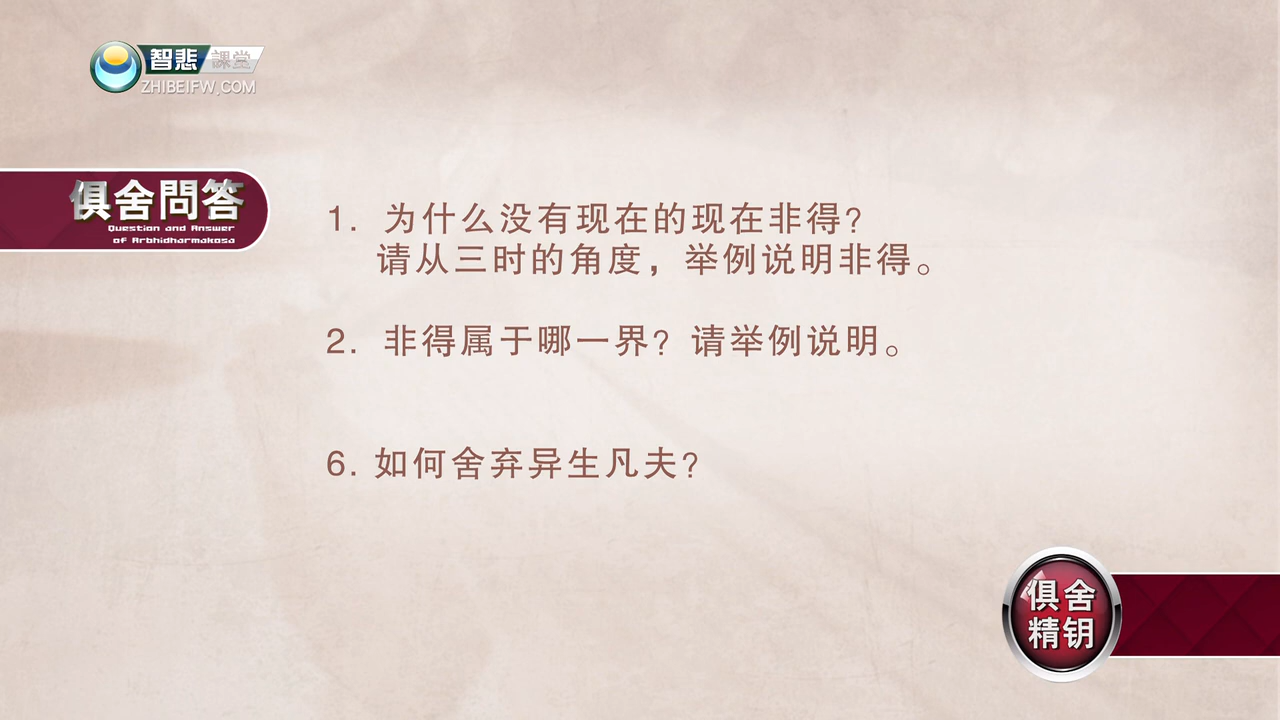 智悲 課堂
ZHIBEIFW.COM
俱舍問答
Question and Answer
of Arbhidharmakosa
1. 为什么没有现在的现在非得?
请从三时的角度，举例说明非得。
2. 非得属于哪一界? 请举例说明。
6. 如何舍弃异生凡夫?
俱舍
精钥